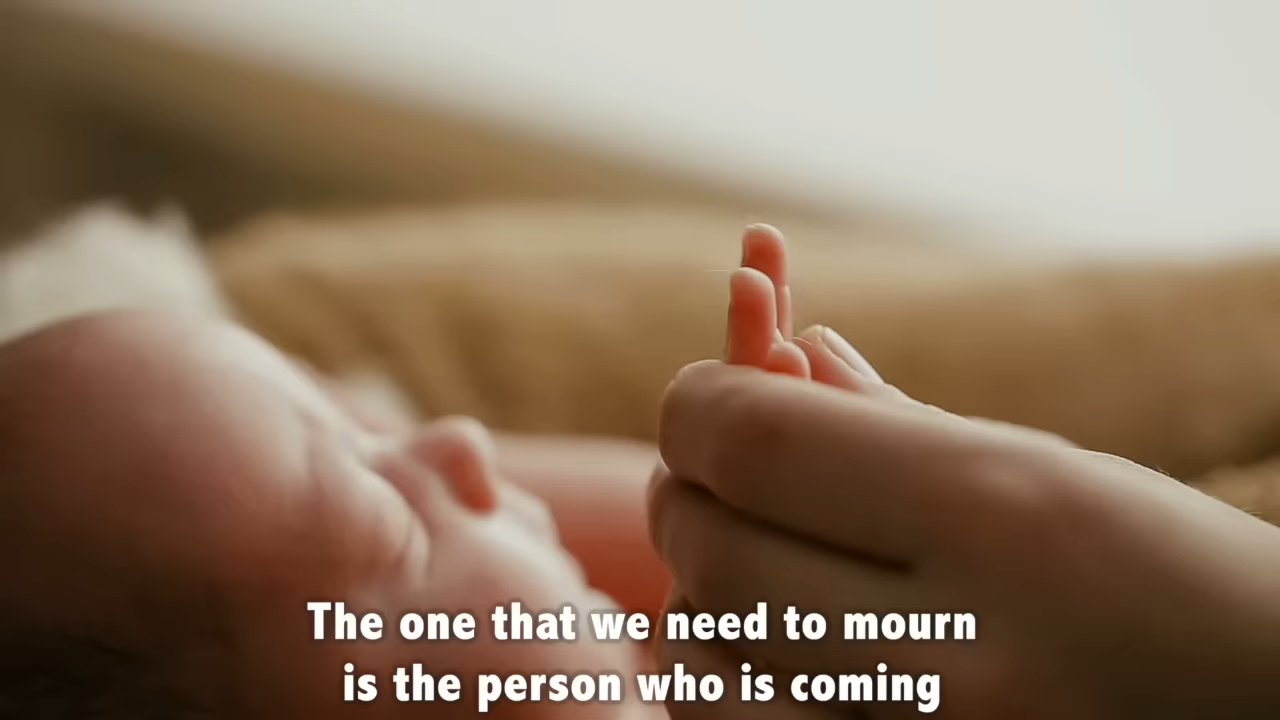 The one that we need to mourn
is the person who is coming